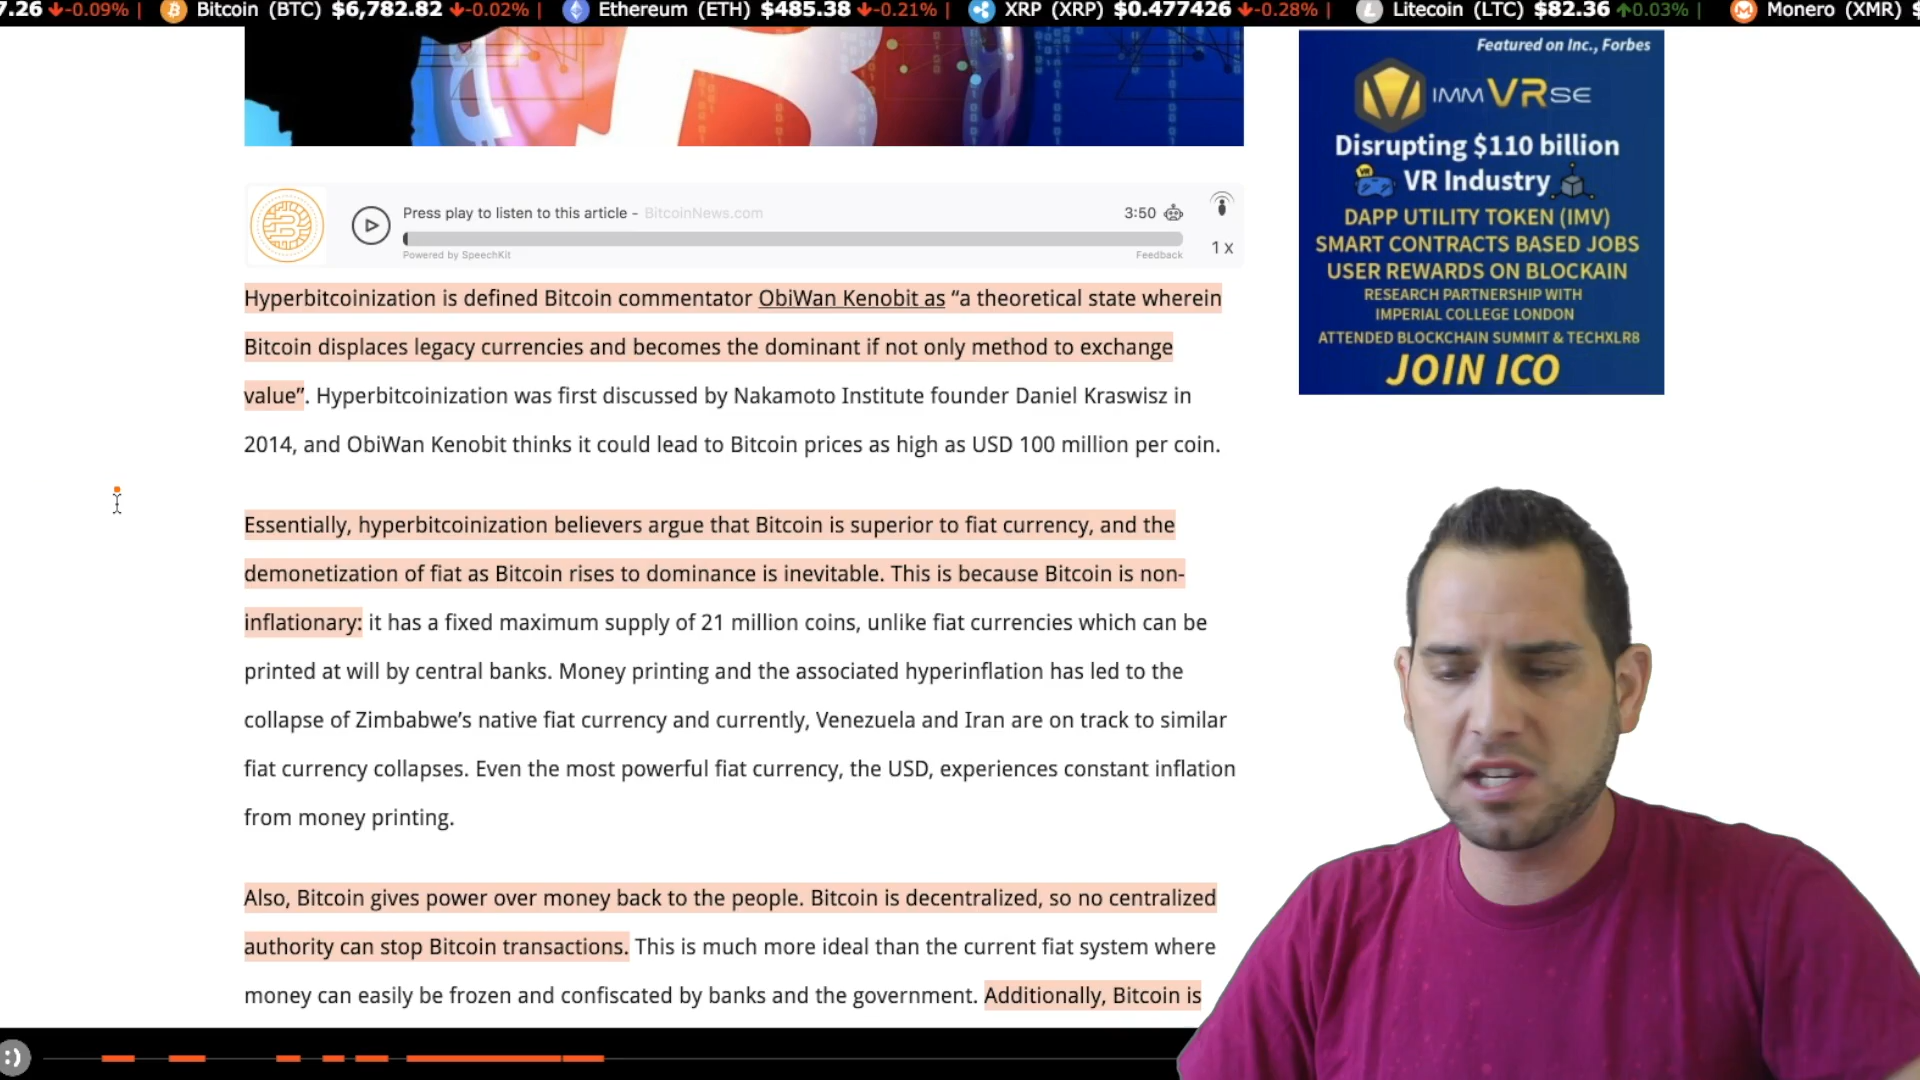 7.26 -0.09% | Bitcoin (BTC) $6,782.82 -0.02% | Ethereum (ETH) $485.38 -0.21% | XRP (XRP) $0.477426 -0.28% | Litecoin (LTC) $82.36 0.03% | Monero (XMR) $
Press play to listen to this article - BitcoinNews.com
3:50
Powered by SpeechKit
Feedback
1 x
Hyperbitcoinization is defined Bitcoin commentator ObiWan Kenobit as “a theoretical state wherein
Bitcoin displaces legacy currencies and becomes the dominant if not only method to exchange
value”. Hyperbitcoinization was first discussed by Nakamoto Institute founder Daniel Kraswisz in
2014, and ObiWan Kenobit thinks it could lead to Bitcoin prices as high as USD 100 million per coin.
Essentially, hyperbitcoinization believers argue that Bitcoin is superior to fiat currency, and the
demonetization of fiat as Bitcoin rises to dominance is inevitable. This is because Bitcoin is non-
inflationary: it has a fixed maximum supply of 21 million coins, unlike fiat currencies which can be
printed at will by central banks. Money printing and the associated hyperinflation has led to the
collapse of Zimbabwe’s native fiat currency and currently, Venezuela and Iran are on track to similar
fiat currency collapses. Even the most powerful fiat currency, the USD, experiences constant inflation
from money printing.
Also, Bitcoin gives power over money back to the people. Bitcoin is decentralized, so no centralized
authority can stop Bitcoin transactions. This is much more ideal than the current fiat system where
money can easily be frozen and confiscated by banks and the government. Additionally, Bitcoin is
Featured on Inc., Forbes
IMMVRSE
Disrupting $110 billion
VR Industry
DAPP UTILITY TOKEN (IMV)
SMART CONTRACTS BASED JOBS
USER REWARDS ON BLOCKAIN
RESEARCH PARTNERSHIP WITH
IMPERIAL COLLEGE LONDON
ATTENDED BLOCKCHAIN SUMMIT & TECHXLR8
JOIN ICO